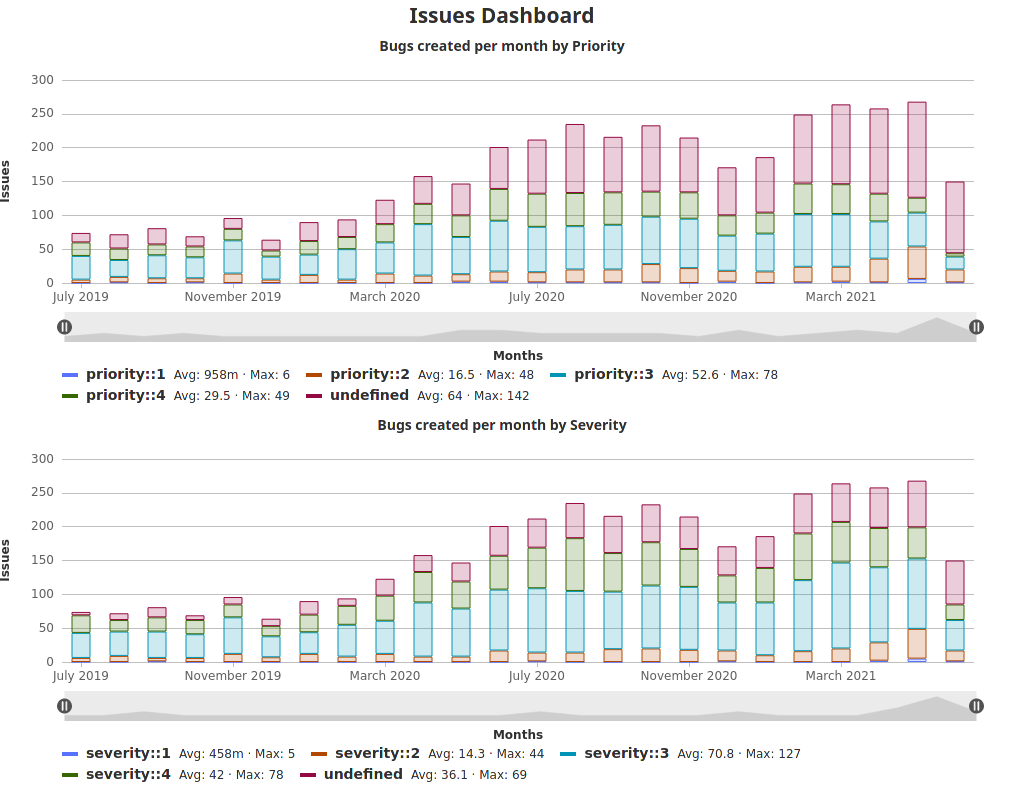 Issues Dashboard
Bugs created per month by Priority
300
250
200
150
100
50
0
Issues
July 2019 November 2019 March 2020 July 2020 November 2020 March 2021
Months
priority::1 Avg: 958m · Max: 6 priority::2 Avg: 16.5 · Max: 48 priority::3 Avg: 52.6 · Max: 78
priority::4 Avg: 29.5 · Max: 49 undefined Avg: 64 · Max: 142
Bugs created per month by Severity
300
250
200
150
100
50
0
Issues
July 2019 November 2019 March 2020 July 2020 November 2020 March 2021
Months
severity::1 Avg: 458m · Max: 5 severity::2 Avg: 14.3 · Max: 44 severity::3 Avg: 70.8 · Max: 127
severity::4 Avg: 42 · Max: 78 undefined Avg: 36.1 · Max: 69